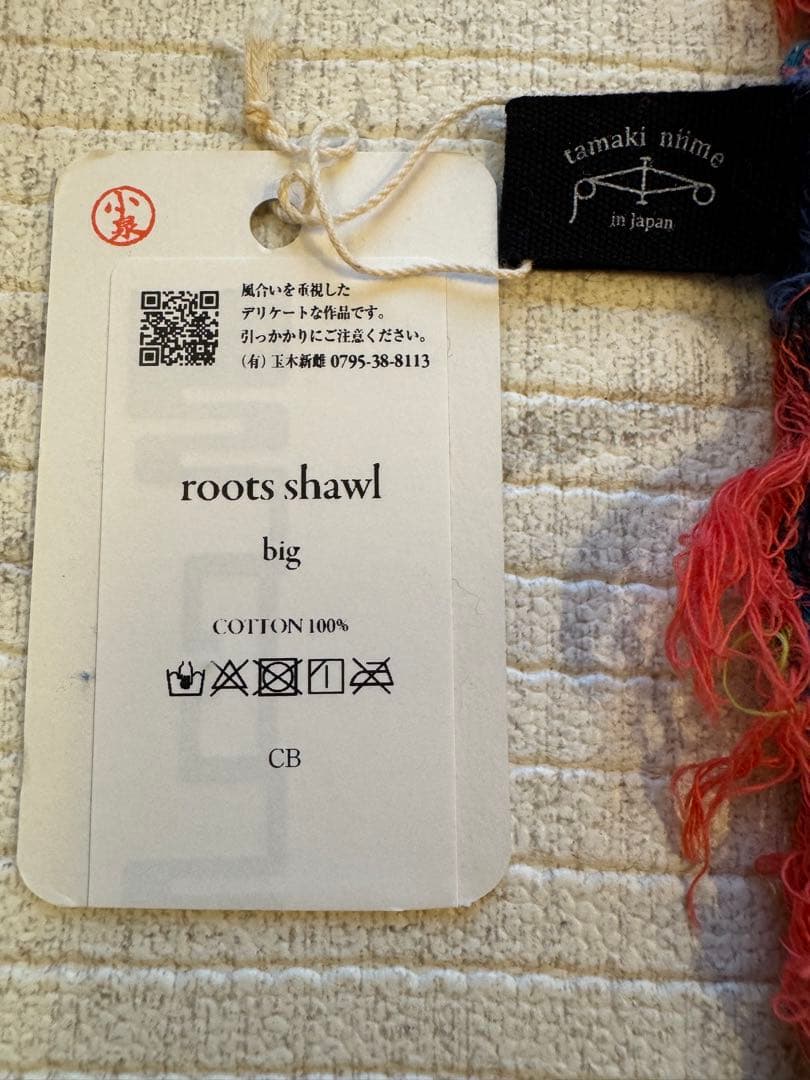 小泉
tamaki niime
in japan
風合いを重視した
デリケートな作品です。
引っかかりにご注意ください。
(有) 玉木新雌 0795-38-8113
roots shawl
big
COTTON 100%
CB